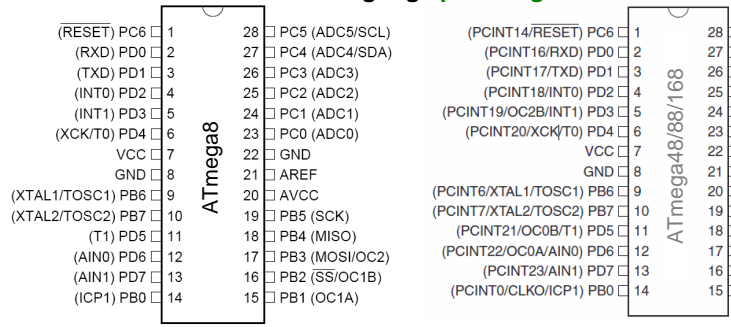 (RESET) PC6 1 28 PC5 (ADC5/SCL)
(RXD) PD0 2 27 PC4 (ADC4/SDA)
(TXD) PD1 3 26 PC3 (ADC3)
(INT0) PD2 4 25 PC2 (ADC2)
(INT1) PD3 5 24 PC1 (ADC1)
(XCK/T0) PD4 6 23 PC0 (ADC0)
VCC 7 22 GND
GND 8 21 AREF
(XTAL1/TOSC1) PB6 9 20 AVCC
(XTAL2/TOSC2) PB7 10 19 PB5 (SCK)
(T1) PD5 11 18 PB4 (MISO)
(AIN0) PD6 12 17 PB3 (MOSI/OC2)
(AIN1) PD7 13 16 PB2 (SS/OC1B)
(ICP1) PB0 14 15 PB1 (OC1A)
ATmega8
(PCINT14/RESET) PC6 1 28
(PCINT16/RXD) PD0 2 27
(PCINT17/TXD) PD1 3 26
(PCINT18/INT0) PD2 4 25
(PCINT19/OC2B/INT1) PD3 5 24
(PCINT20/XCK/T0) PD4 6 23
VCC 7 22
GND 8 21
(PCINT6/XTAL1/TOSC1) PB6 9 20
(PCINT7/XTAL2/TOSC2) PB7 10 19
(PCINT21/OC0B/T1) PD5 11 18
(PCINT22/OC0A/AIN0) PD6 12 17
(PCINT23/AIN1) PD7 13 16
(PCINT0/CLKO/ICP1) PB0 14 15
ATmega48/88/168